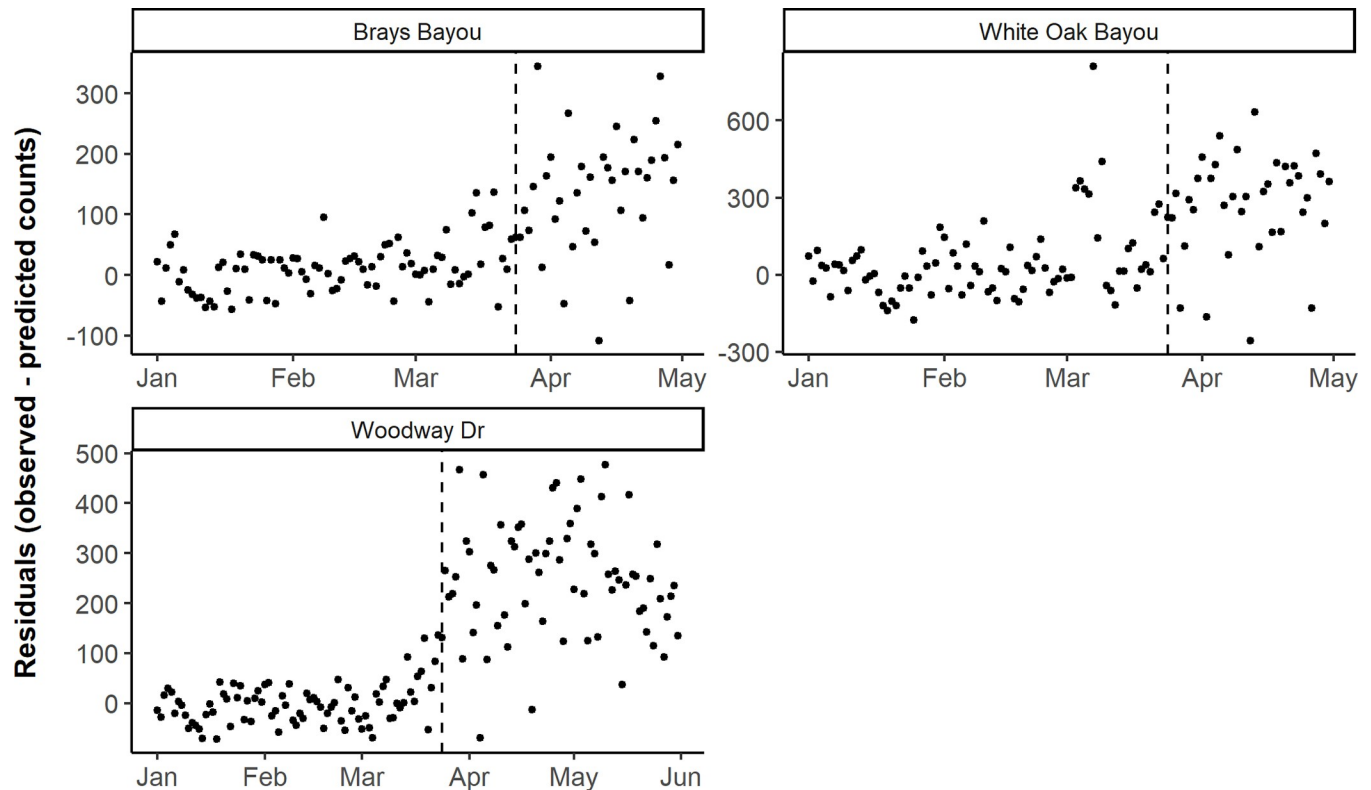 Residuals (observed - predicted counts)
Brays Bayou
300
200
100
0
-100
Jan Feb Mar Apr May
White Oak Bayou
600
300
0
-300
Jan Feb Mar Apr May
Woodway Dr
500
400
300
200
100
0
Jan Feb Mar Apr May Jun